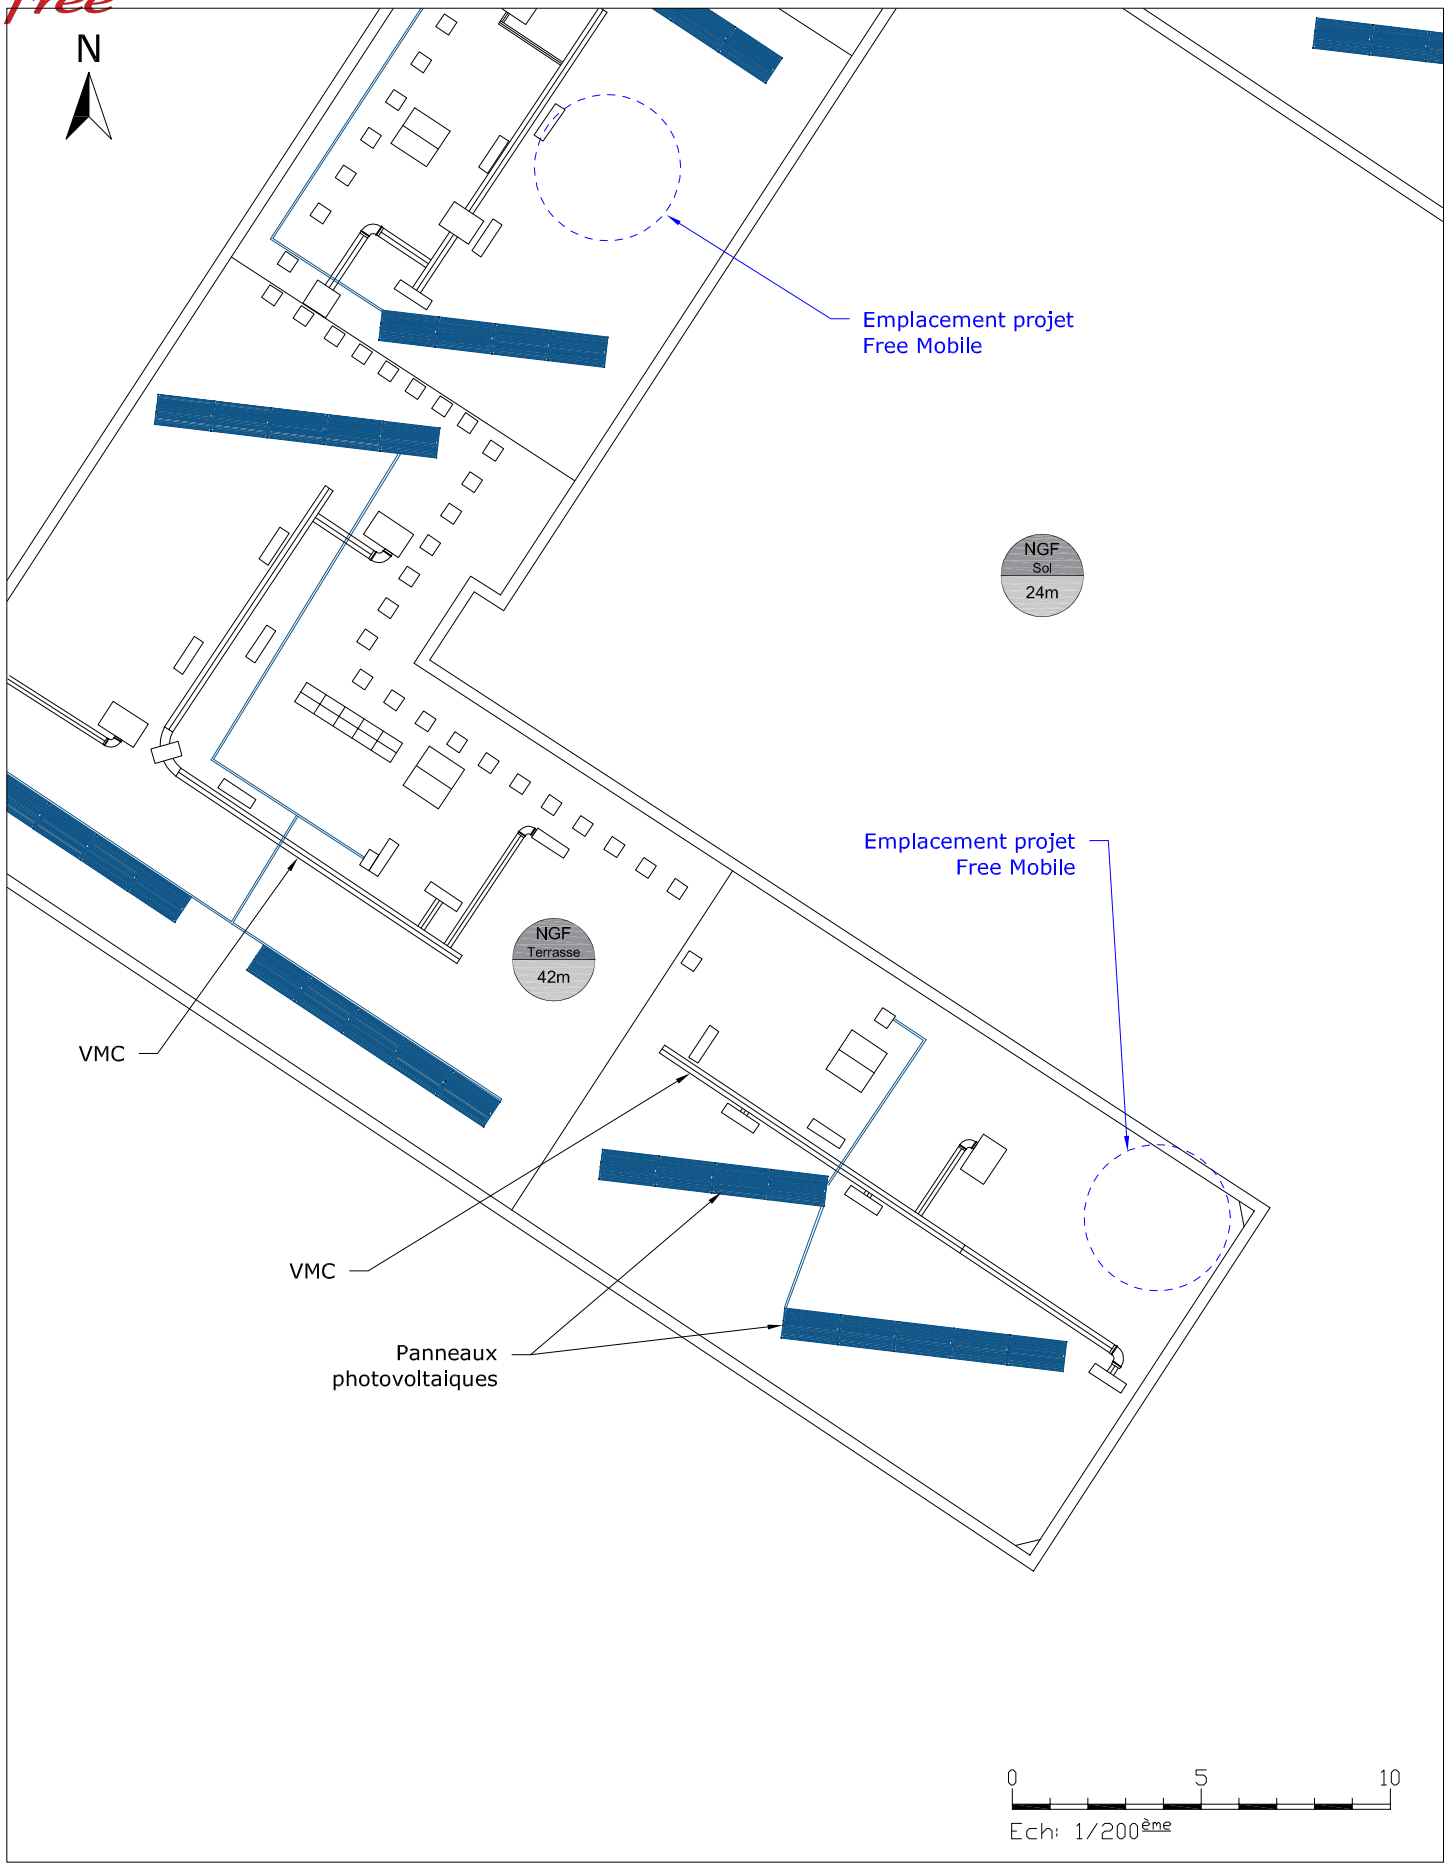 free
N
Emplacement projet
Free Mobile
NGF
Sol
24m
Emplacement projet
Free Mobile
NGF
Terrasse
42m
VMC
VMC
Panneaux
photovoltaiques
0 5 10
Ech: 1/200ème